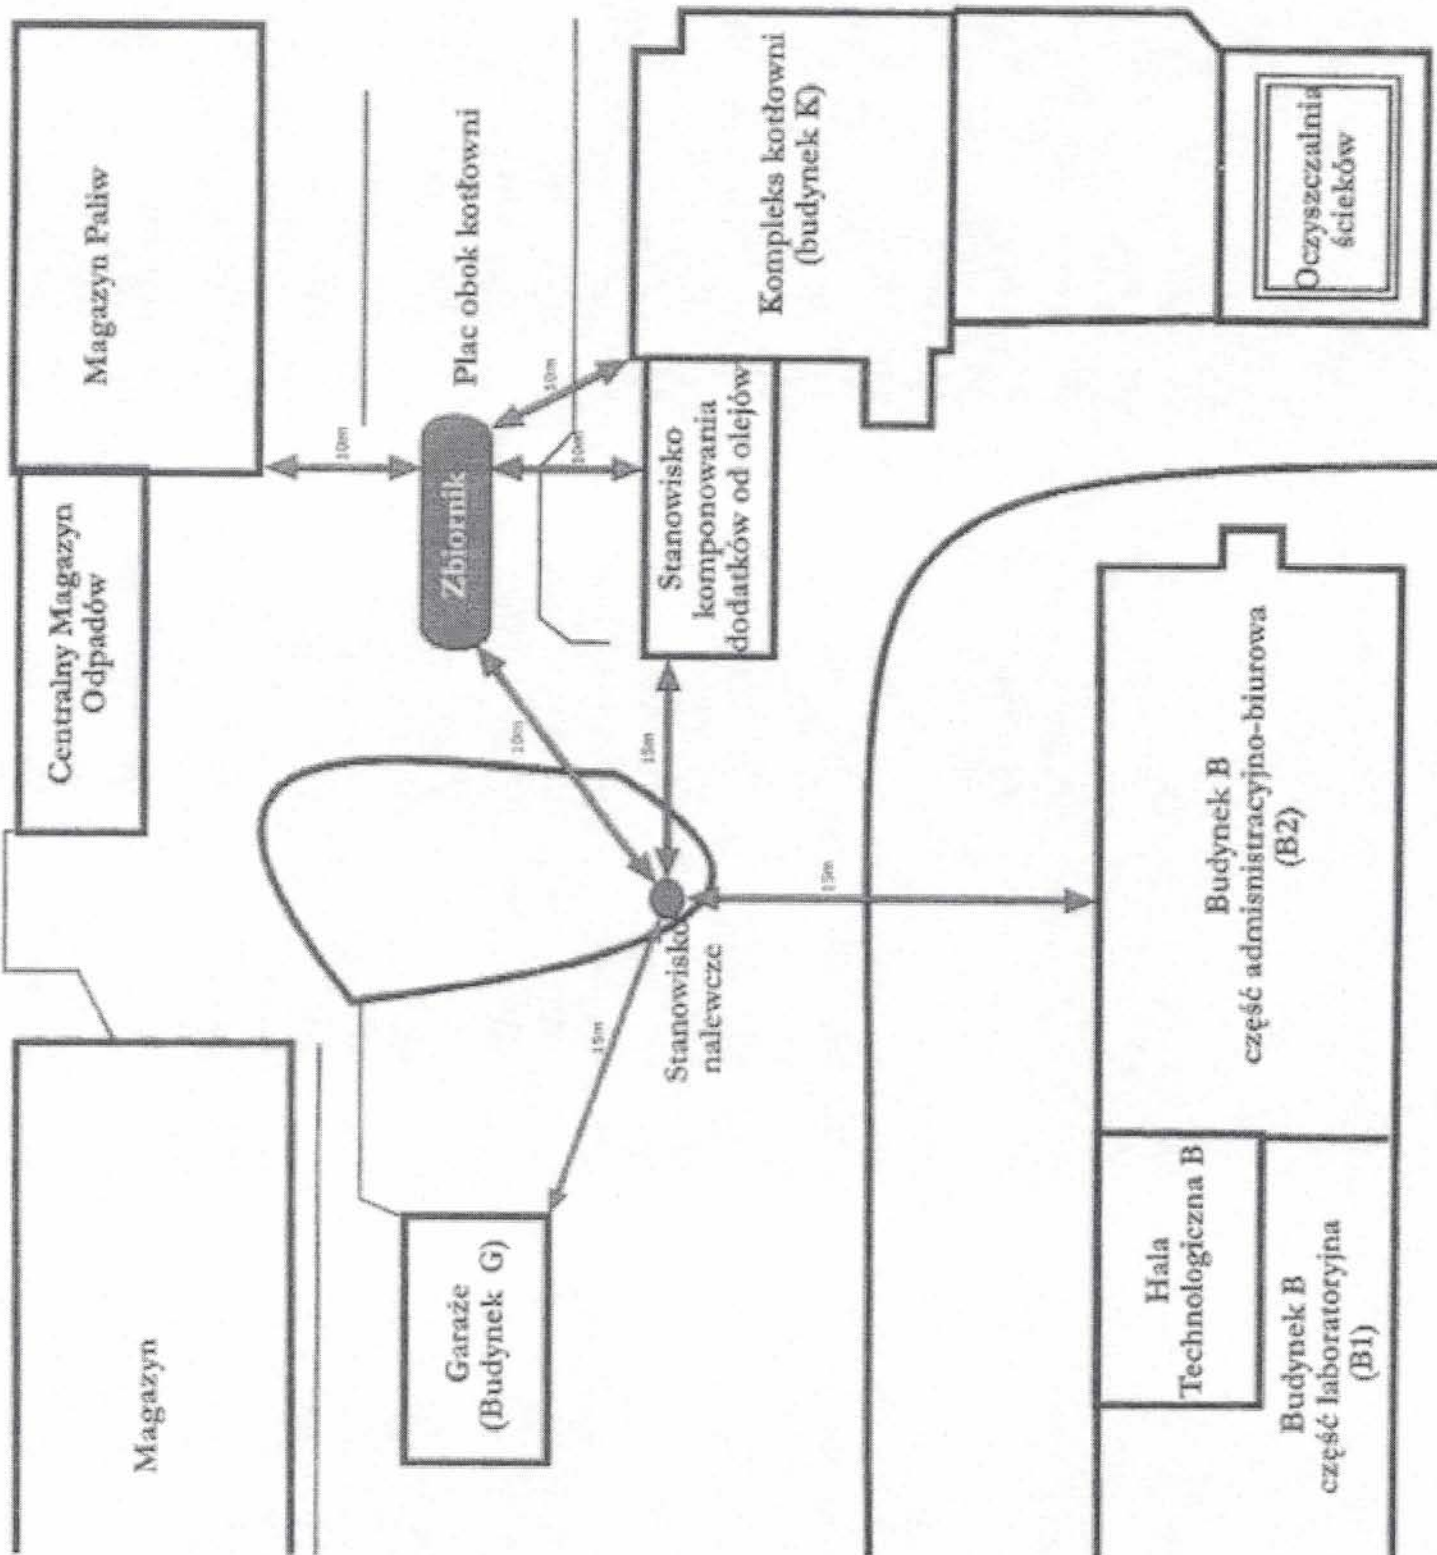 Magazyn
Centralny Magazyn
Odpadów
Magazyn Paliw
Garaże
(Budynek G)
Stanowisko
nalewcze
15m
10m
15m
15m
Zbiornik
10m
10m
10m
Plac obok kotłowni
Stanowisko
komponowania
dodatków od olejów
Kompleks kotłowni
(budynek K)
Oczyszczalnia
ścieków
Hala
Technologiczna B
Budynek B
część laboratoryjna
(B1)
Budynek B
część admisnistracyjno-biurowa
(B2)